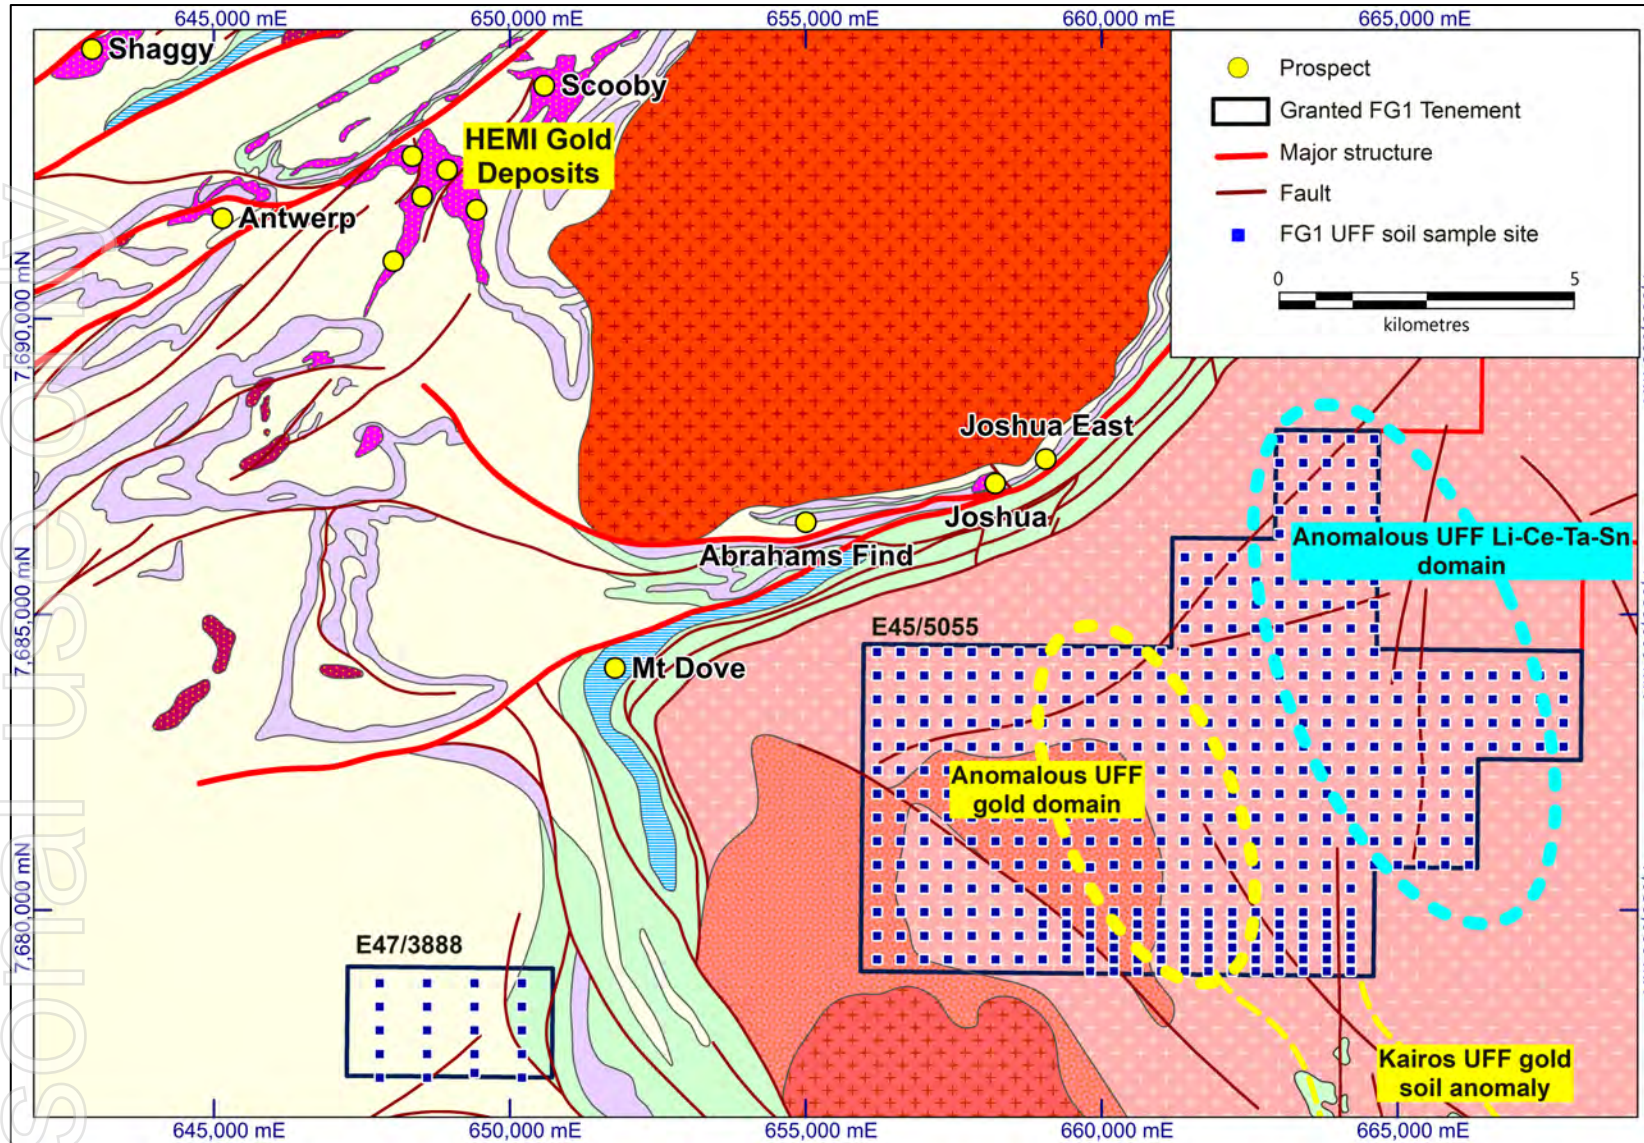 645,000 mE
650,000 mE
655,000 mE
660,000 mE
665,000 mE
Shaggy
Scooby
HEMI Gold
Deposits
Antwerp
Prospect
Granted FG1 Tenement
Major structure
Fault
FG1 UFF soil sample site
0
5
kilometres
7,690,000 mN
Joshua East
Joshua
Abrahams Find
Anomalous UFF Li-Ce-Ta-Sn
domain
7,685,000 mN
E45/5055
Mt Dove
Anomalous UFF
gold domain
7,680,000 mN
E47/3888
Kairos UFF gold
soil anomaly
645,000 mE
650,000 mE
655,000 mE
660,000 mE
665,000 mE
sonal use only